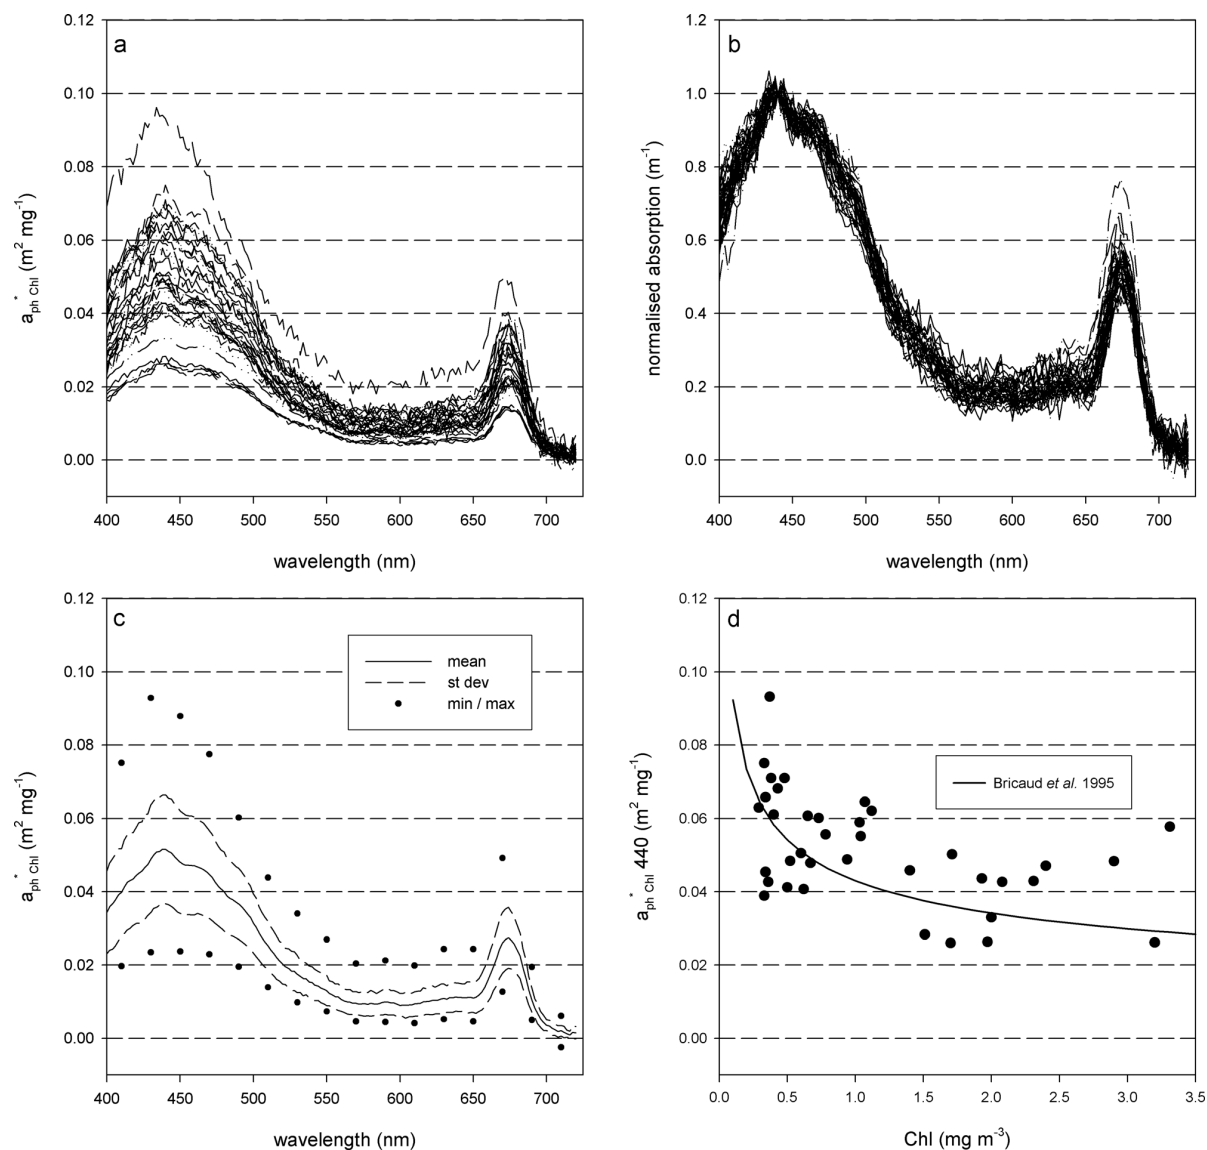 a
0.12
0.10
0.08
0.06
0.04
0.02
0.00
a*ph Chl (m² mg⁻¹)
400 450 500 550 600 650 700
wavelength (nm)
b
1.2
1.0
0.8
0.6
0.4
0.2
0.0
normalised absorption (m⁻¹)
400 450 500 550 600 650 700
wavelength (nm)
c
0.12
0.10
0.08
0.06
0.04
0.02
0.00
a*ph Chl (m² mg⁻¹)
mean
st dev
min / max
400 450 500 550 600 650 700
wavelength (nm)
d
0.12
0.10
0.08
0.06
0.04
0.02
0.00
a*ph Chl 440 (m² mg⁻¹)
Bricaud et al. 1995
0.0 0.5 1.0 1.5 2.0 2.5 3.0 3.5
Chl (mg m⁻³)